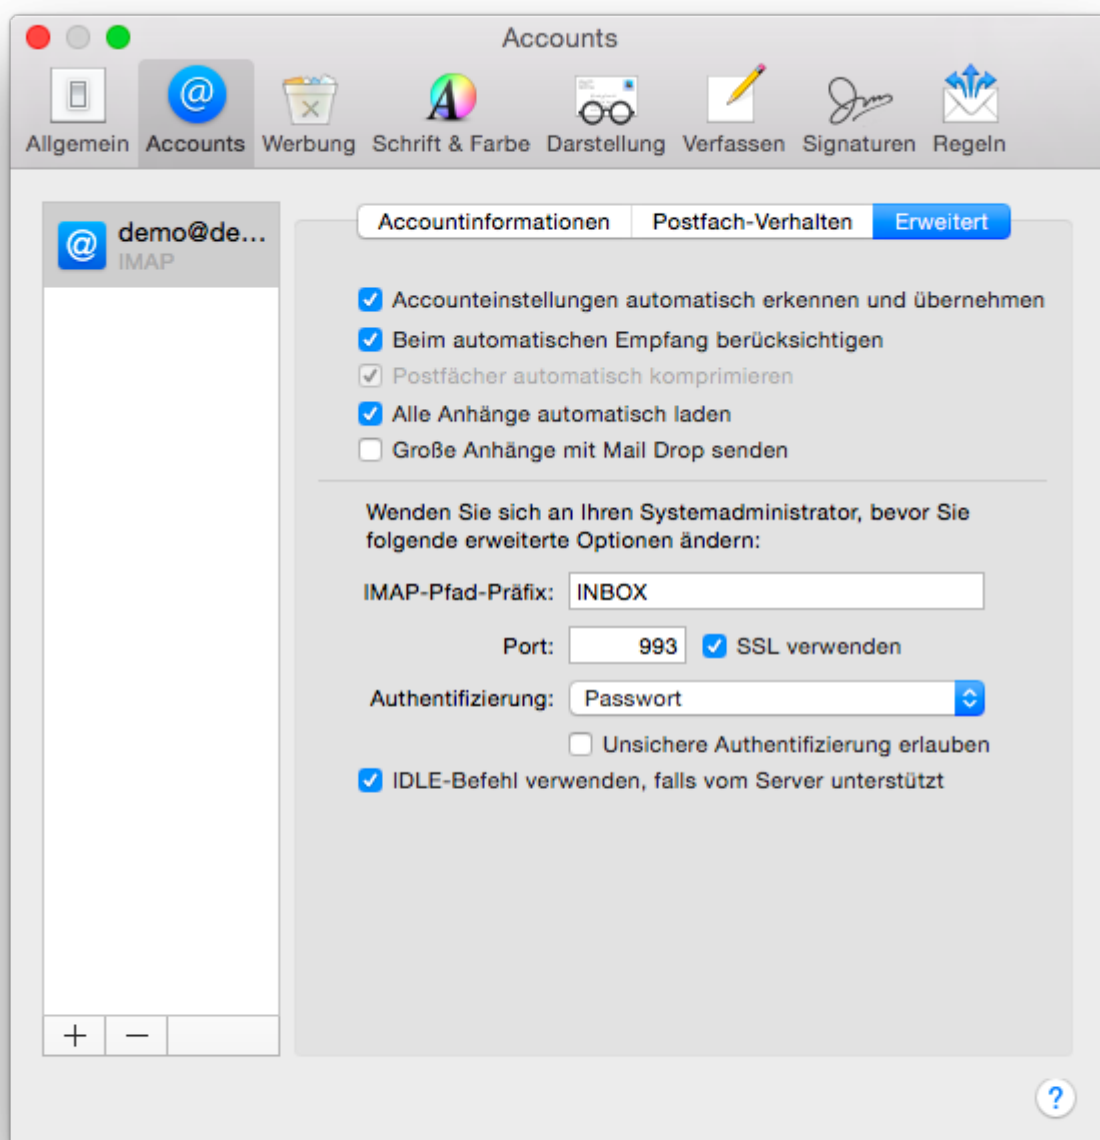 Accounts
Allgemein Accounts Werbung Schrift & Farbe Darstellung Verfassen Signaturen Regeln
demo@de...
IMAP
Accountinformationen Postfach-Verhalten Erweitert
Accounteinstellungen automatisch erkennen und übernehmen
Beim automatischen Empfang berücksichtigen
Postfächer automatisch komprimieren
Alle Anhänge automatisch laden
Große Anhänge mit Mail Drop senden
Wenden Sie sich an Ihren Systemadministrator, bevor Sie
folgende erweiterte Optionen ändern:
IMAP-Pfad-Präfix: INBOX
Port: 993 SSL verwenden
Authentifizierung: Passwort
Unsichere Authentifizierung erlauben
IDLE-Befehl verwenden, falls vom Server unterstützt
+ −
?